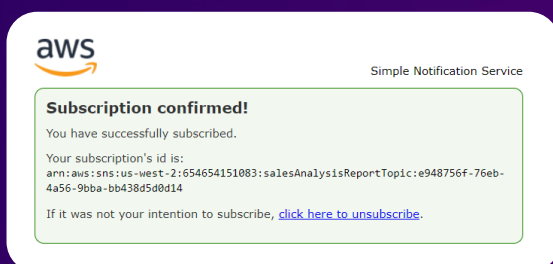 aws
Simple Notification Service
Subscription confirmed!
You have successfully subscribed.
Your subscription's id is:
arn:aws:sns:us-west-2:654654151083:salesAnalysisReportTopic:e948756f-76eb-
4a56-9bba-bb438d5d0d14
If it was not your intention to subscribe, click here to unsubscribe.